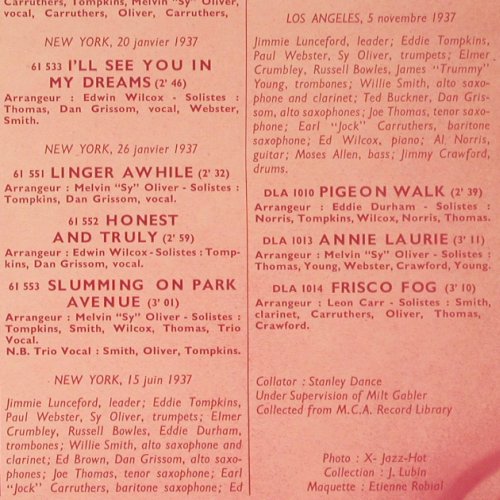 Carruthers, Tompkins, Melvin "Sy" Oliver,
vocal, Carruthers, Oliver, Carruthers,
NEW YORK, 20 janvier 1937
61 533 I'LL SEE YOU IN
MY DREAMS (2' 46)
Arrangeur : Edwin Wilcox - Solistes :
Thomas, Dan Grissom, vocal, Webster,
Smith.
NEW YORK, 26 janvier 1937
61 551 LINGER AWHILE (2' 32)
Arrangeur : Melvin "Sy" Oliver - Solistes :
Tompkins, Dan Grissom, vocal.
61 552 HONEST
AND TRULY (2' 59)
Arrangeur : Edwin Wilcox - Solistes : Tomp-
kins, Dan Grissom, vocal.
61 553 SLUMMING ON PARK
AVENUE (3' 01)
Arrangeur : Melvin "Sy" Oliver - Solistes :
Tompkins, Smith, Wilcox, Thomas, Trio
Vocal.
N.B. Trio Vocal : Smith, Oliver, Tompkins.
NEW YORK, 15 juin 1937
Jimmie Lunceford, leader; Eddie Tompkins,
Paul Webster, Sy Oliver, trumpets; Elmer
Crumbley, Russell Bowles, Eddie Durham,
trombones; Willie Smith, alto saxophone and
clarinet; Ed Brown, Dan Grissom, alto saxo-
phones; Joe Thomas, tenor saxophone; Earl
"Jock" Carruthers, baritone saxophone; Ed
LOS ANGELES, 5 novembre 1937
Jimmie Lunceford, leader; Eddie Tompkins,
Paul Webster, Sy Oliver, trumpets; Elmer
Crumbley, Russell Bowles, James "Trummy"
Young, trombones; Willie Smith, alto saxo-
phone and clarinet; Ted Buckner, Dan Gris-
som, alto saxophones; Joe Thomas, tenor saxo-
phone; Earl "Jock" Carruthers, baritone
saxophone; Ed Wilcox, piano; Al Norris,
guitar; Moses Allen, bass; Jimmy Crawford,
drums.
DLA 1010 PIGEON WALK (2' 39)
Arrangeur : Eddie Durham - Solistes :
Norris, Tompkins, Wilcox, Norris, Thomas.
DLA 1013 ANNIE LAURIE (3' 11)
Arrangeur : Melvin "Sy" Oliver - Solistes :
Thomas, Young, Webster, Crawford, Young.
DLA 1014 FRISCO FOG (3' 10)
Arrangeur : Leon Carr - Solistes : Smith,
clarinet, Carruthers, Oliver, Thomas,
Crawford.
Collator : Stanley Dance
Under Supervision of Milt Gabler
Collected from M.C.A. Record Library
Photo : X- Jazz-Hot
Collection : J. Lubin
Maquette : Etienne Robial